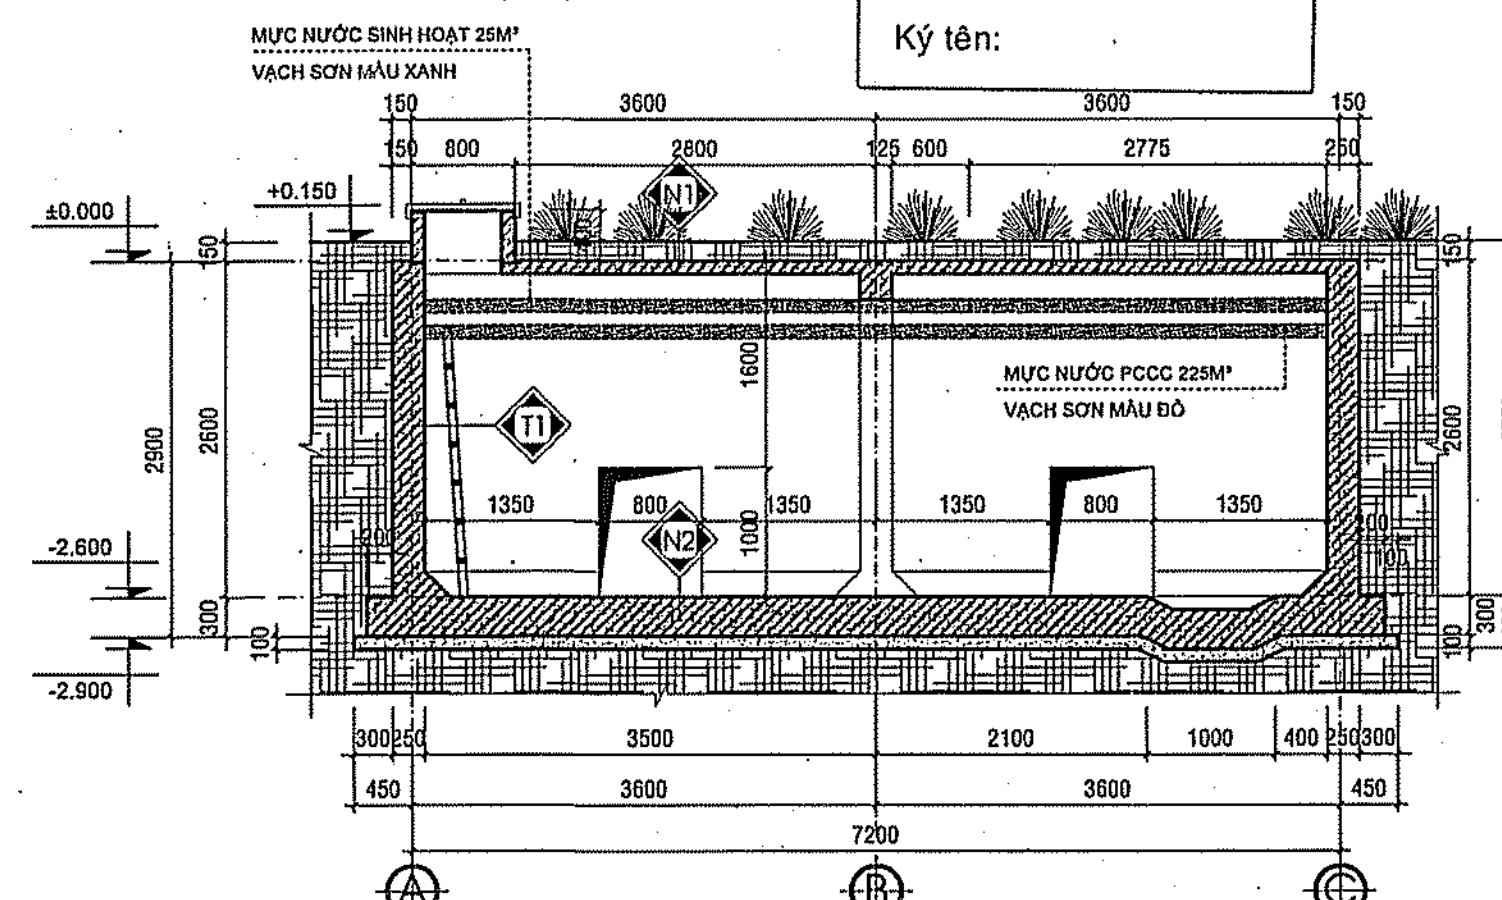 MỰC NƯỚC SINH HOẠT 25M³
VẠCH SƠN MÀU XANH
Ký tên:
150 3600 3600 150
150 800 2800 125 600 2775 250
+0.150
±0.000
N1
150 150
1600
MỰC NƯỚC PCCC 225M³
VẠCH SƠN MÀU ĐỎ
T1
2900 2600 2600
1350 800 1350 1350 800 1350
1000
N2
200
100
-2.600
300 300
100 100
-2.900
300 250 3500 2100 1000 400 250 300
450 3600 3600 450
7200
A B C